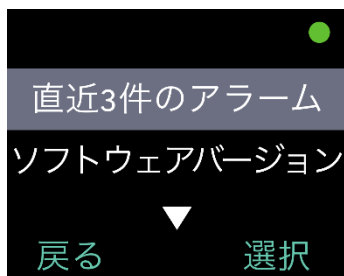 直近3件のアラーム
ソフトウェアバージョン
戻る 選択